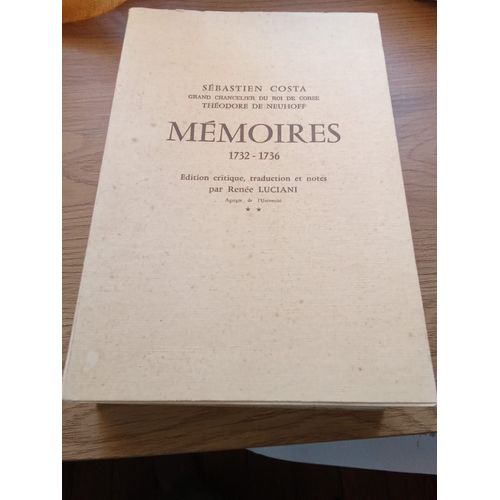 SÉBASTIEN COSTA
GRAND CHANCELIER DU ROI DE CORSE
THÉODORE DE NEUHOFF
MÉMOIRES
1732-1736
Edition critique, traduction et notes
par Renée LUCIANI
Agrégée de l'Université
★ ★